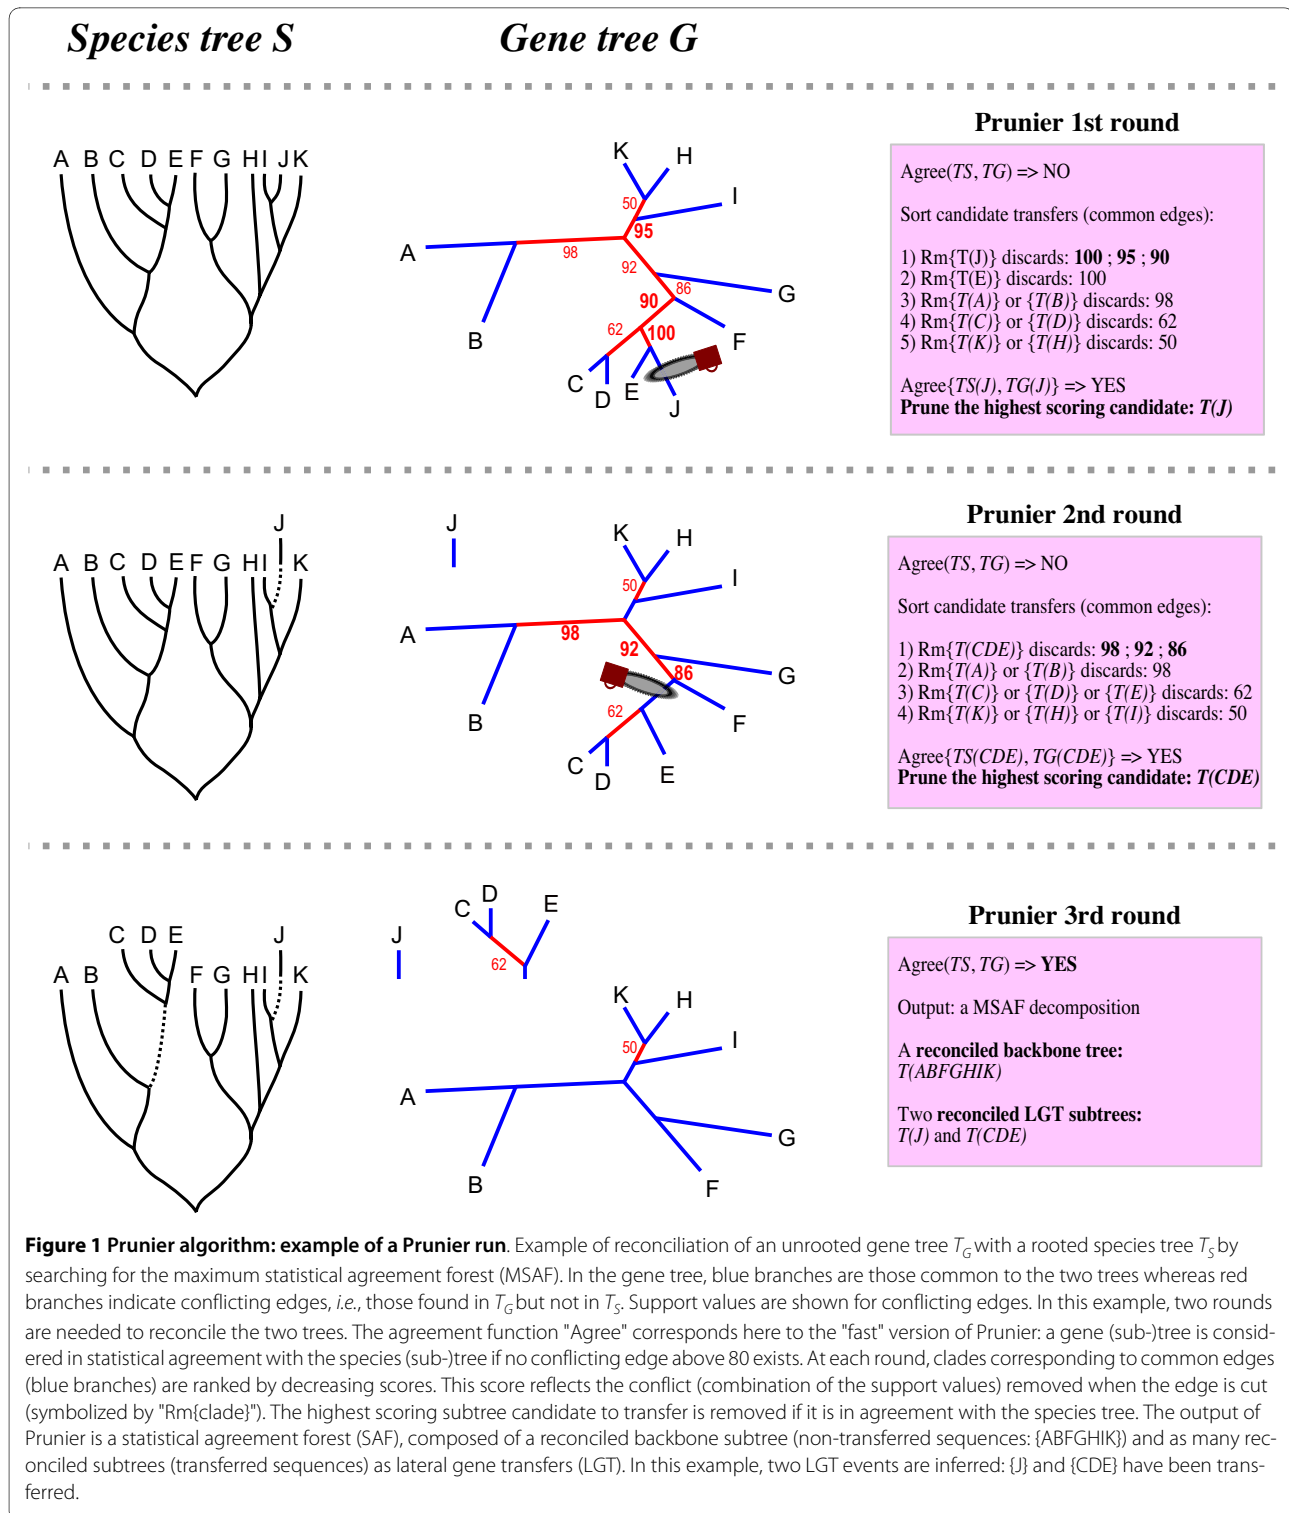 Species tree S
Gene tree G
Prunier 1st round
A B C D E F G H I J K
K
H
I
50
95
A
98
92
86
G
90
B
62
100
F
C
D
E
J
Agree(TS, TG) => NO
Sort candidate transfers (common edges):
1) Rm{T(J)} discards: 100 ; 95 ; 90
2) Rm{T(E)} discards: 100
3) Rm{T(A)} or {T(B)} discards: 98
4) Rm{T(C)} or {T(D)} discards: 62
5) Rm{T(K)} or {T(H)} discards: 50
Agree{TS(J), TG(J)} => YES
Prune the highest scoring candidate: T(J)
Prunier 2nd round
J
A B C D E F G H I K
J
K
H
I
50
A
98
92
86
G
B
62
F
C
D
E
Agree(TS, TG) => NO
Sort candidate transfers (common edges):
1) Rm{T(CDE)} discards: 98 ; 92 ; 86
2) Rm{T(A)} or {T(B)} discards: 98
3) Rm{T(C)} or {T(D)} or {T(E)} discards: 62
4) Rm{T(K)} or {T(H)} or {T(I)} discards: 50
Agree{TS(CDE), TG(CDE)} => YES
Prune the highest scoring candidate: T(CDE)
Prunier 3rd round
C D E J
A B F G H I K
J
C
D
E
62
K
H
I
50
A
B
G
F
Agree(TS, TG) => YES
Output: a MSAF decomposition
A reconciled backbone tree:
T(ABFGHIK)
Two reconciled LGT subtrees:
T(J) and T(CDE)
Figure 1 Prunier algorithm: example of a Prunier run. Example of reconciliation of an unrooted gene tree TG with a rooted species tree TS by
searching for the maximum statistical agreement forest (MSAF). In the gene tree, blue branches are those common to the two trees whereas red
branches indicate conflicting edges, i.e., those found in TG but not in TS. Support values are shown for conflicting edges. In this example, two rounds
are needed to reconcile the two trees. The agreement function "Agree" corresponds here to the "fast" version of Prunier: a gene (sub-)tree is consid-
ered in statistical agreement with the species (sub-)tree if no conflicting edge above 80 exists. At each round, clades corresponding to common edges
(blue branches) are ranked by decreasing scores. This score reflects the conflict (combination of the support values) removed when the edge is cut
(symbolized by "Rm{clade}"). The highest scoring subtree candidate to transfer is removed if it is in agreement with the species tree. The output of
Prunier is a statistical agreement forest (SAF), composed of a reconciled backbone subtree (non-transferred sequences: {ABFGHIK}) and as many rec-
onciled subtrees (transferred sequences) as lateral gene transfers (LGT). In this example, two LGT events are inferred: {J} and {CDE} have been trans-
ferred.